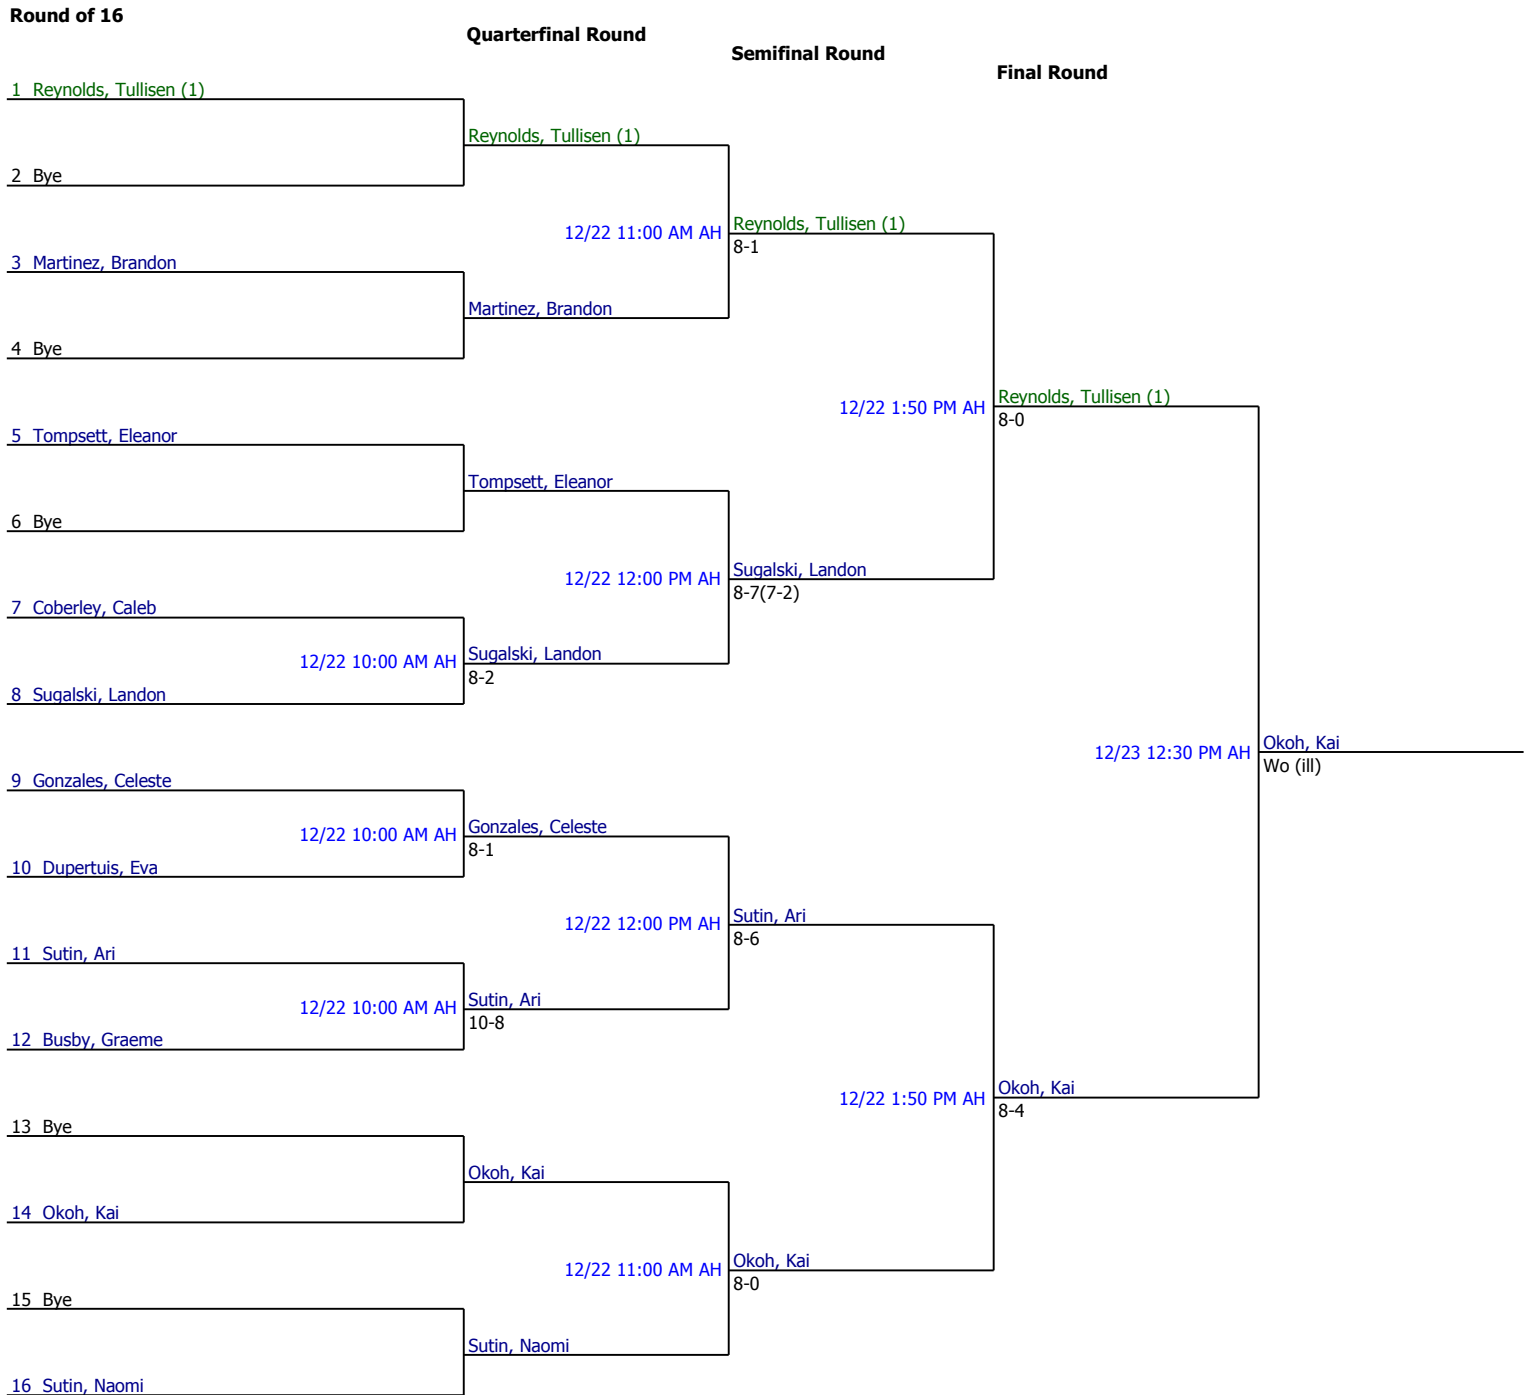 Round of 16
Quarterfinal Round
Semifinal Round
Final Round
1 Reynolds, Tullisen (1)
Reynolds, Tullisen (1)
2 Bye
12/22 11:00 AM AH
Reynolds, Tullisen (1)
8-1
3 Martinez, Brandon
Martinez, Brandon
4 Bye
12/22 1:50 PM AH
Reynolds, Tullisen (1)
8-0
5 Tompsett, Eleanor
Tompsett, Eleanor
6 Bye
12/22 12:00 PM AH
Sugalski, Landon
8-7(7-2)
7 Coberley, Caleb
12/22 10:00 AM AH
Sugalski, Landon
8-2
8 Sugalski, Landon
12/23 12:30 PM AH
Okoh, Kai
Wo (ill)
9 Gonzales, Celeste
12/22 10:00 AM AH
Gonzales, Celeste
8-1
10 Dupertuis, Eva
12/22 12:00 PM AH
Sutin, Ari
8-6
11 Sutin, Ari
12/22 10:00 AM AH
Sutin, Ari
10-8
12 Busby, Graeme
12/22 1:50 PM AH
Okoh, Kai
8-4
13 Bye
Okoh, Kai
14 Okoh, Kai
12/22 11:00 AM AH
Okoh, Kai
8-0
15 Bye
Sutin, Naomi
16 Sutin, Naomi